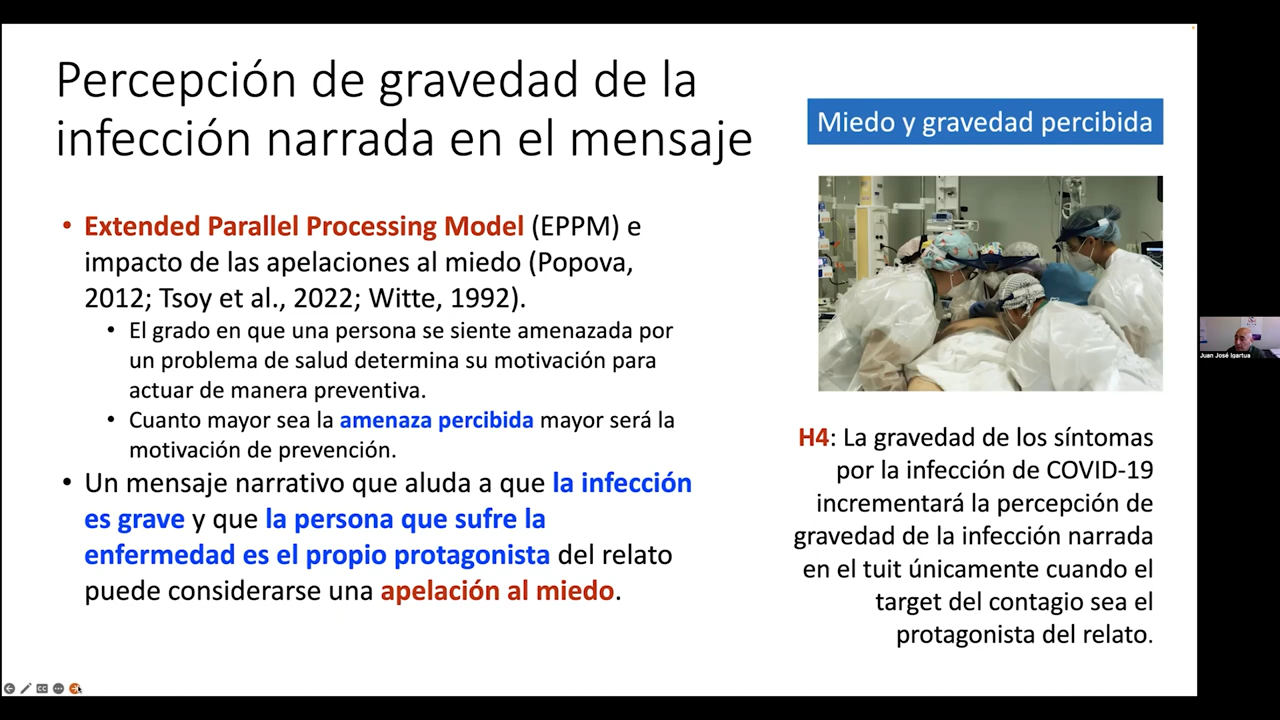 Percepción de gravedad de la
infección narrada en el mensaje
Miedo y gravedad percibida
• Extended Parallel Processing Model (EPPM) e
impacto de las apelaciones al miedo (Popova,
2012; Tsoy et al., 2022; Witte, 1992).
• El grado en que una persona se siente amenazada por
un problema de salud determina su motivación para
actuar de manera preventiva.
• Cuanto mayor sea la amenaza percibida mayor será la
motivación de prevención.
• Un mensaje narrativo que aluda a que la infección
es grave y que la persona que sufre la
enfermedad es el propio protagonista del relato
puede considerarse una apelación al miedo.
H4: La gravedad de los síntomas
por la infección de COVID-19
incrementará la percepción de
gravedad de la infección narrada
en el tuit únicamente cuando el
target del contagio sea el
protagonista del relato.
Juan José Igartua